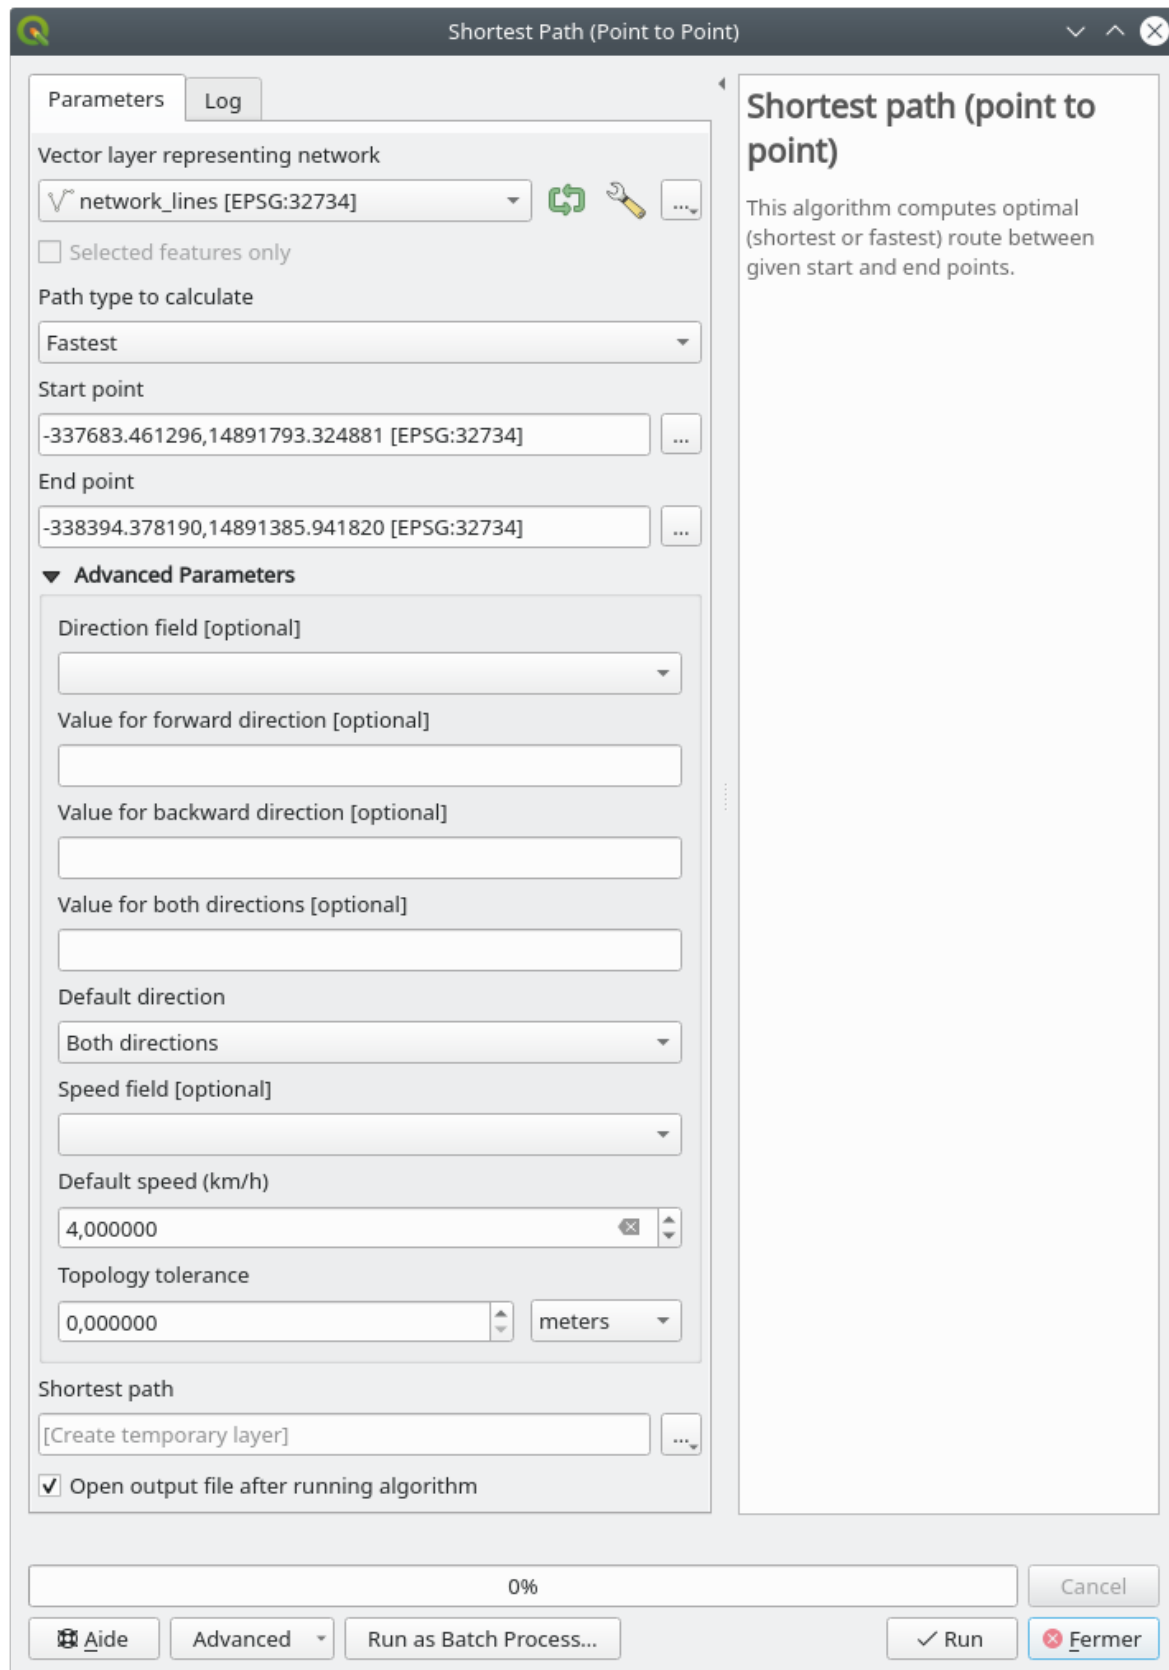 Shortest Path (Point to Point)
Parameters
Log
Vector layer representing network
network_lines [EPSG:32734]
...
Selected features only
Path type to calculate
Fastest
Start point
-337683.461296,14891793.324881 [EPSG:32734]
...
End point
-338394.378190,14891385.941820 [EPSG:32734]
...
Advanced Parameters
Direction field [optional]
Value for forward direction [optional]
Value for backward direction [optional]
Value for both directions [optional]
Default direction
Both directions
Speed field [optional]
Default speed (km/h)
4,000000
Topology tolerance
0,000000
meters
Shortest path
[Create temporary layer]
...
Open output file after running algorithm
Shortest path (point to
point)
This algorithm computes optimal
(shortest or fastest) route between
given start and end points.
0%
Cancel
Aide
Advanced
Run as Batch Process...
Run
Fermer